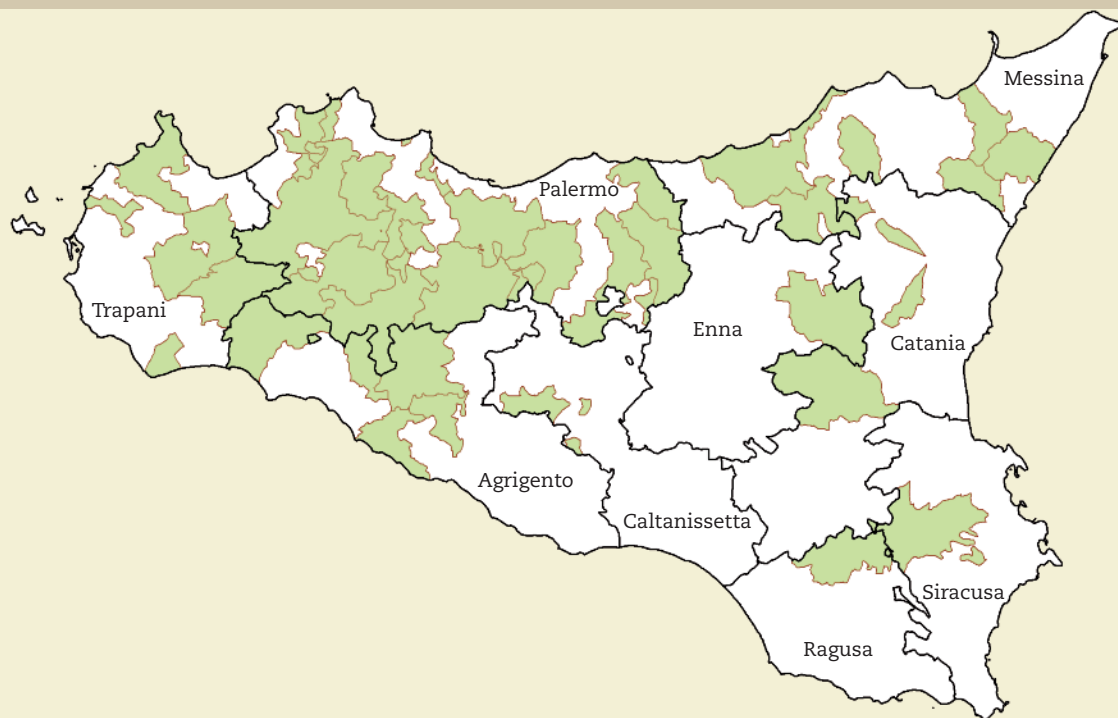 Messina
Palermo
Trapani
Enna
Catania
Agrigento
Caltanissetta
Siracusa
Ragusa